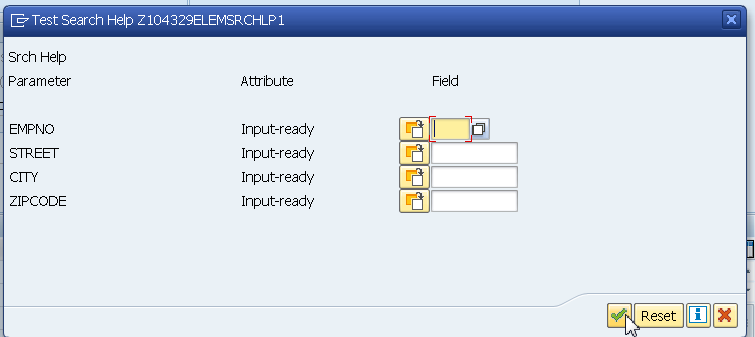 Test Search Help Z104329ELEMSRCHLP1
Srch Help
Parameter Attribute Field
EMPNO Input-ready
STREET Input-ready
CITY Input-ready
ZIPCODE Input-ready
Reset